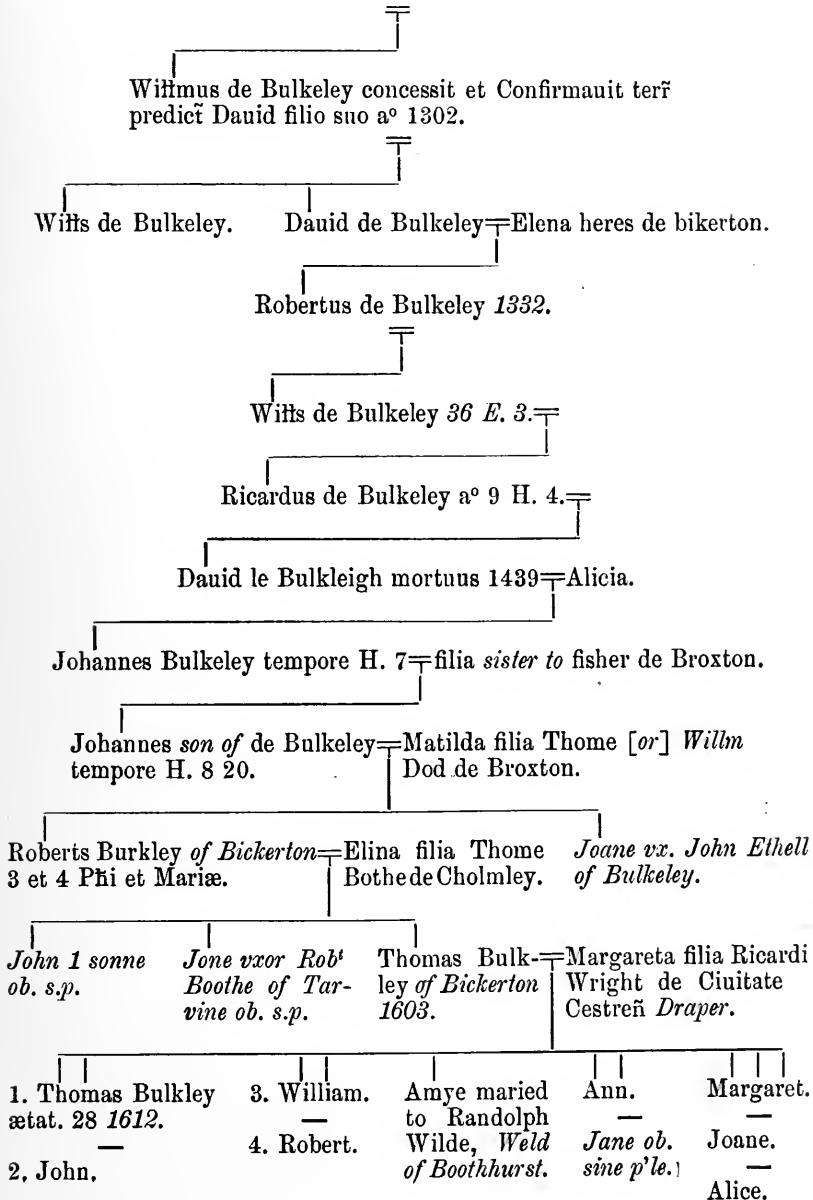 Wiłłmus de Bulkeley concessit et Confirmauit terr̃
predict̃ Dauid filio suo aº 1302.
Wiłłs de Bulkeley. Dauid de Bulkeley=Elena heres de bikerton.
Robertus de Bulkeley 1332.
Wiłłs de Bulkeley 36 E. 3.=
Ricardus de Bulkeley aº 9 H. 4.=
Dauid le Bulkleigh mortuus 1439=Alicia.
Johannes Bulkeley tempore H. 7=filia sister to fisher de Broxton.
Johannes son of de Bulkeley=Matilda filia Thome [or] Willm
tempore H. 8 20. Dod de Broxton.
Roberts Burkley of Bickerton=Elina filia Thome Joane vx. John Ethell
3 et 4 Pħi et Mariæ. Bothe de Cholmley. of Bulkeley.
John 1 sonne Jone vxor Robᵗ Thomas Bulk-=Margareta filia Ricardi
ob. s.p. Boothe of Tar- ley of Bickerton Wright de Ciuitate
vine ob. s.p. 1603. Cestreñ Draper.
1. Thomas Bulkley 3. William. Amye maried Ann. Margaret.
ætat. 28 1612. — to Randolph — —
— 4. Robert. Wilde, Weld Jane ob. Joane.
2, John, of Boothhurst. sine p'le.] —
Alice.